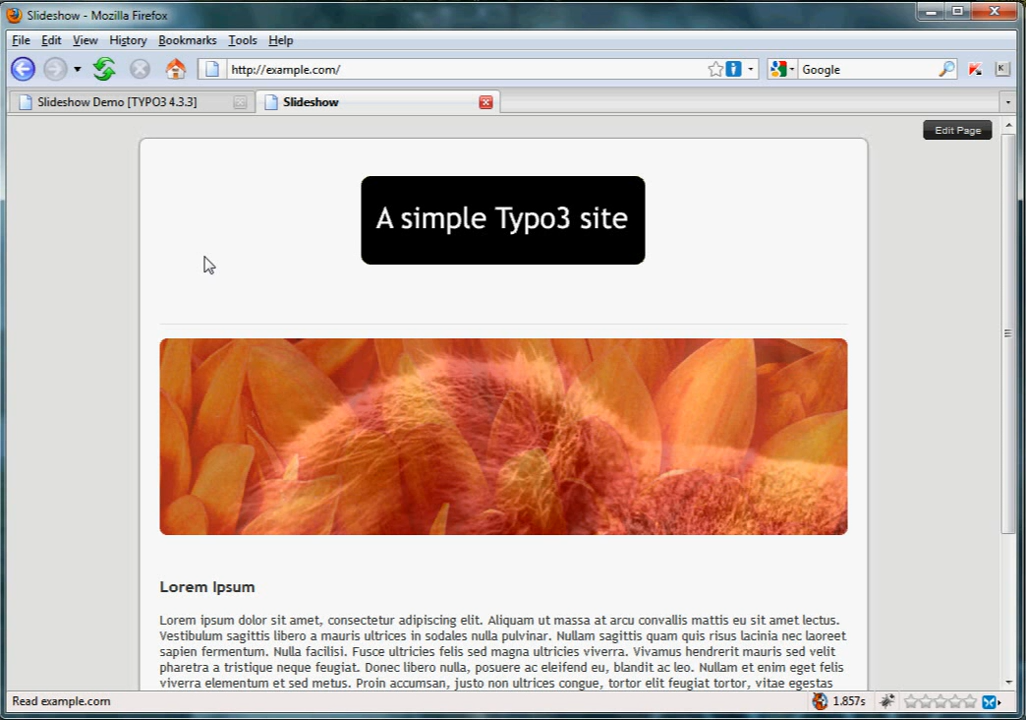 Slideshow - Mozilla Firefox
File Edit View History Bookmarks Tools Help
http://example.com/ Google
Slideshow Demo [TYPO3 4.3.3] Slideshow
Edit Page
A simple Typo3 site
Lorem Ipsum
Lorem ipsum dolor sit amet, consectetur adipiscing elit. Aliquam ut massa at arcu convallis mattis eu sit amet lectus.
Vestibulum sagittis libero a mauris ultrices in sodales nulla pulvinar. Nullam sagittis quam quis risus lacinia nec laoreet
sapien fermentum. Nulla facilisi. Fusce ultricies felis sed magna ultricies viverra. Vivamus hendrerit mauris sed velit
pharetra a tristique neque feugiat. Donec libero nulla, posuere ac eleifend eu, blandit ac leo. Nullam et enim eget felis
viverra elementum et sed metus. Proin accumsan, justo non ultrices congue, tortor elit feugiat tortor, vitae egestas
Read example.com 1.857s